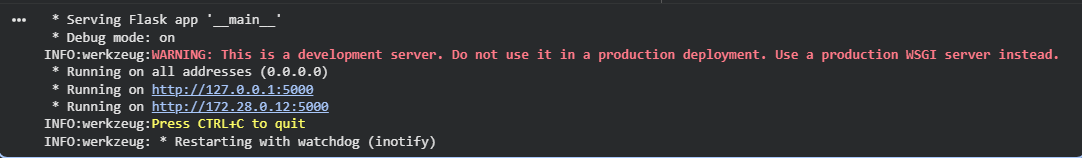 * Serving Flask app '__main__'
* Debug mode: on
INFO:werkzeug:WARNING: This is a development server. Do not use it in a production deployment. Use a production WSGI server instead.
* Running on all addresses (0.0.0.0)
* Running on http://127.0.0.1:5000
* Running on http://172.28.0.12:5000
INFO:werkzeug:Press CTRL+C to quit
INFO:werkzeug: * Restarting with watchdog (inotify)